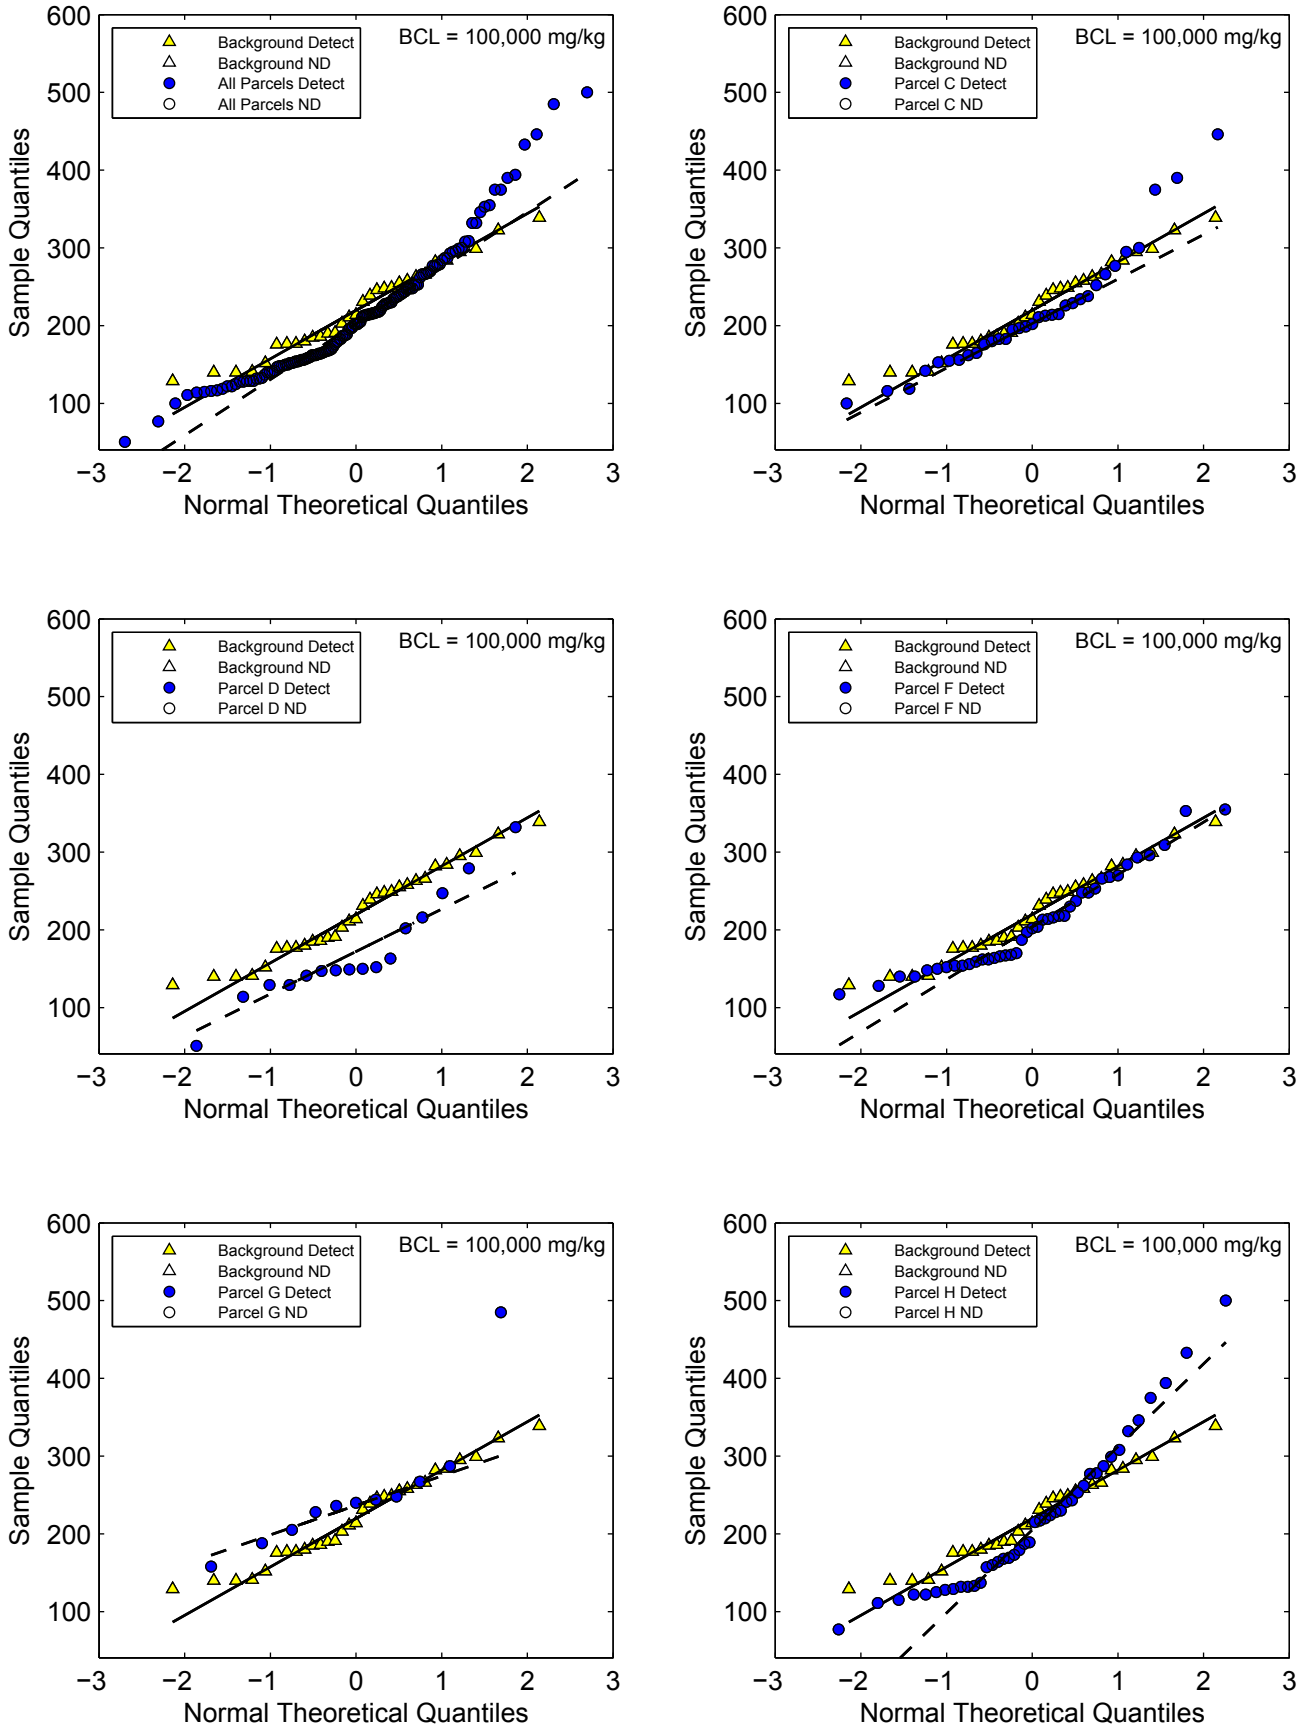 600
500
400
300
200
100
Sample Quantiles
BCL = 100,000 mg/kg
Background Detect
Background ND
All Parcels Detect
All Parcels ND
−3 −2 −1 0 1 2 3
Normal Theoretical Quantiles
600
500
400
300
200
100
Sample Quantiles
BCL = 100,000 mg/kg
Background Detect
Background ND
Parcel C Detect
Parcel C ND
−3 −2 −1 0 1 2 3
Normal Theoretical Quantiles
600
500
400
300
200
100
Sample Quantiles
BCL = 100,000 mg/kg
Background Detect
Background ND
Parcel D Detect
Parcel D ND
−3 −2 −1 0 1 2 3
Normal Theoretical Quantiles
600
500
400
300
200
100
Sample Quantiles
BCL = 100,000 mg/kg
Background Detect
Background ND
Parcel F Detect
Parcel F ND
−3 −2 −1 0 1 2 3
Normal Theoretical Quantiles
600
500
400
300
200
100
Sample Quantiles
BCL = 100,000 mg/kg
Background Detect
Background ND
Parcel G Detect
Parcel G ND
−3 −2 −1 0 1 2 3
Normal Theoretical Quantiles
600
500
400
300
200
100
Sample Quantiles
BCL = 100,000 mg/kg
Background Detect
Background ND
Parcel H Detect
Parcel H ND
−3 −2 −1 0 1 2 3
Normal Theoretical Quantiles